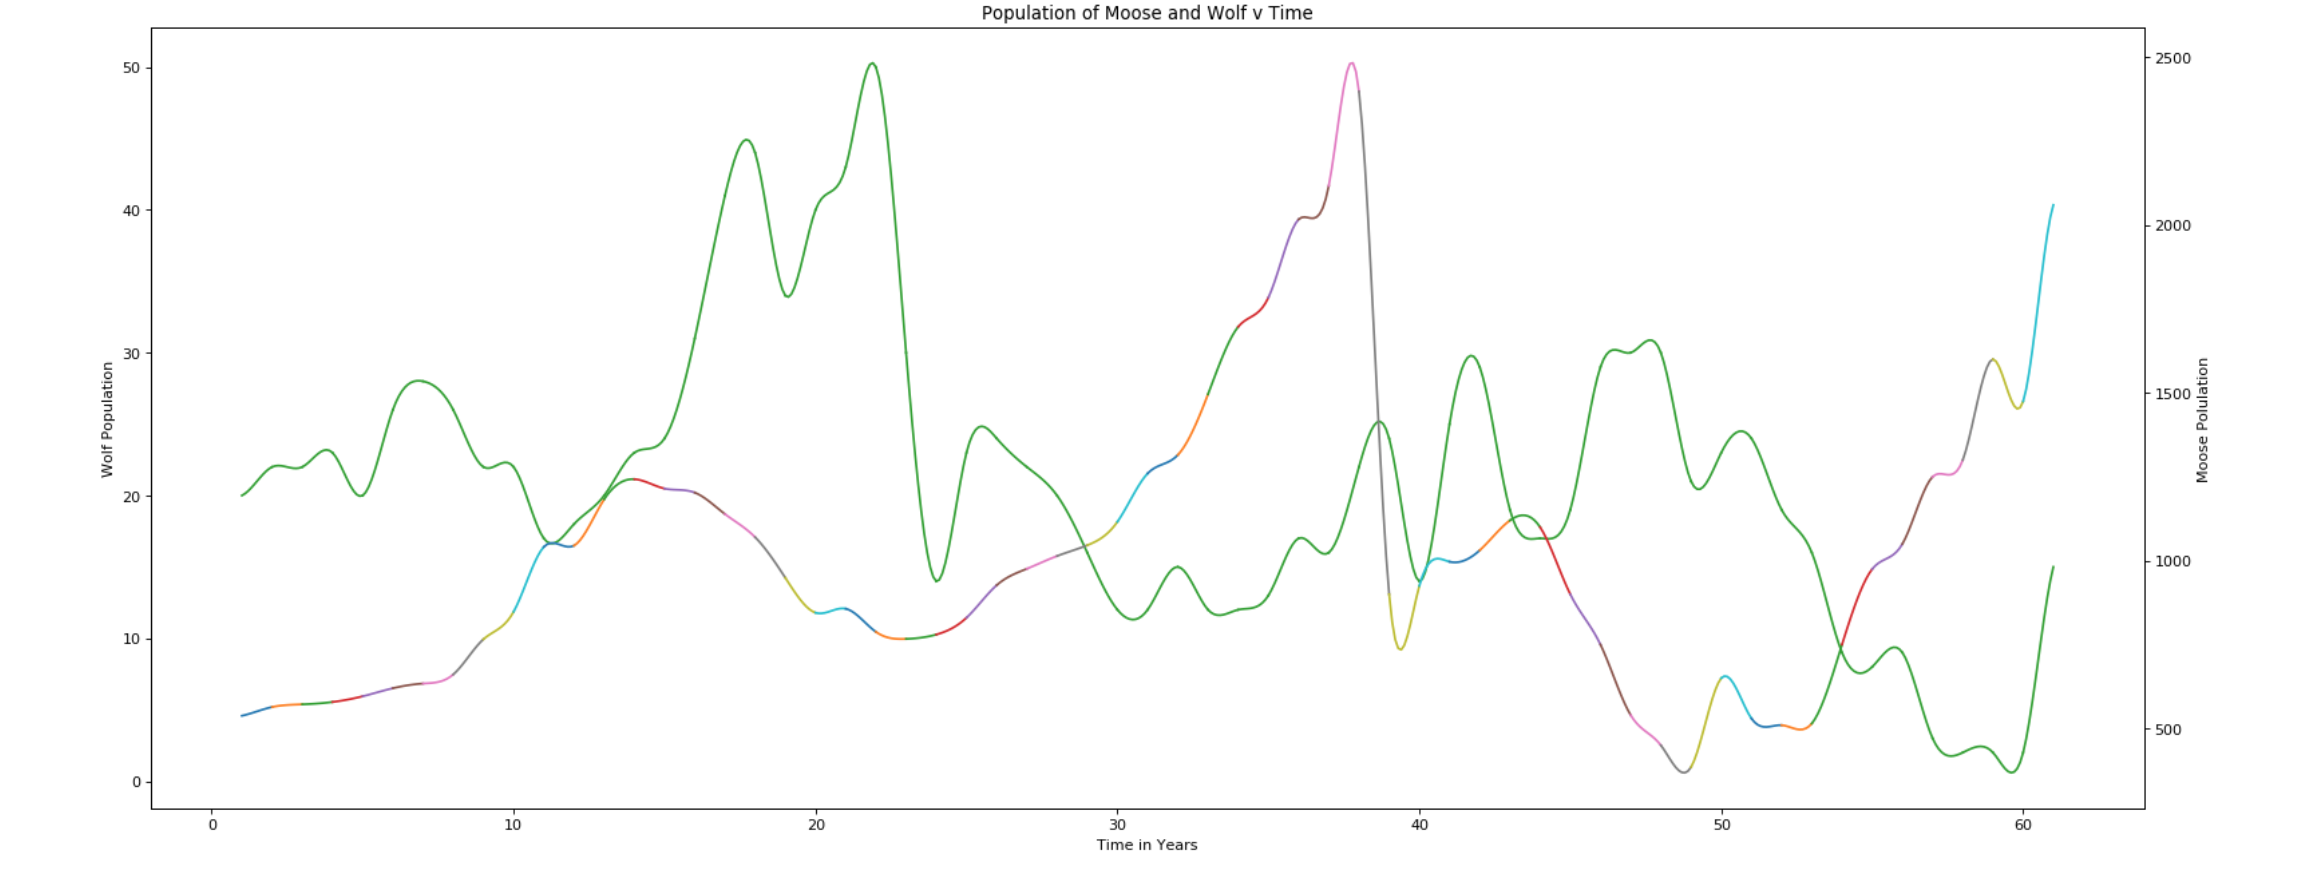 Population of Moose and Wolf v Time
50
40
30
20
10
0
Wolf Population
2500
2000
1500
1000
500
Moose Polulation
0 10 20 30 40 50 60
Time in Years